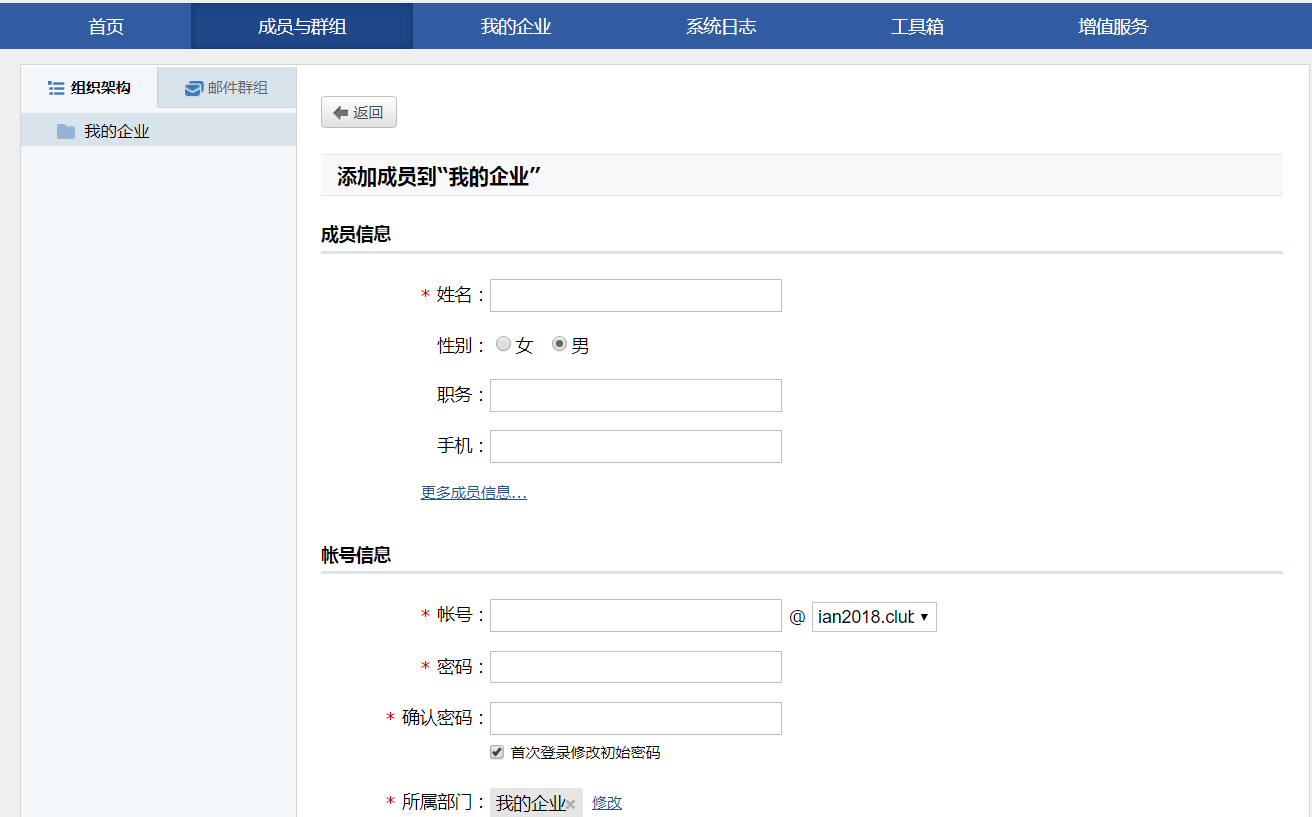 首页 成员与群组 我的企业 系统日志 工具箱 增值服务
组织架构 邮件群组
我的企业
返回
添加成员到“我的企业”
成员信息
* 姓名：
性别： 女 男
职务：
手机：
更多成员信息...
帐号信息
* 帐号： @ ian2018.club
* 密码：
* 确认密码：
首次登录修改初始密码
* 所属部门： 我的企业× 修改